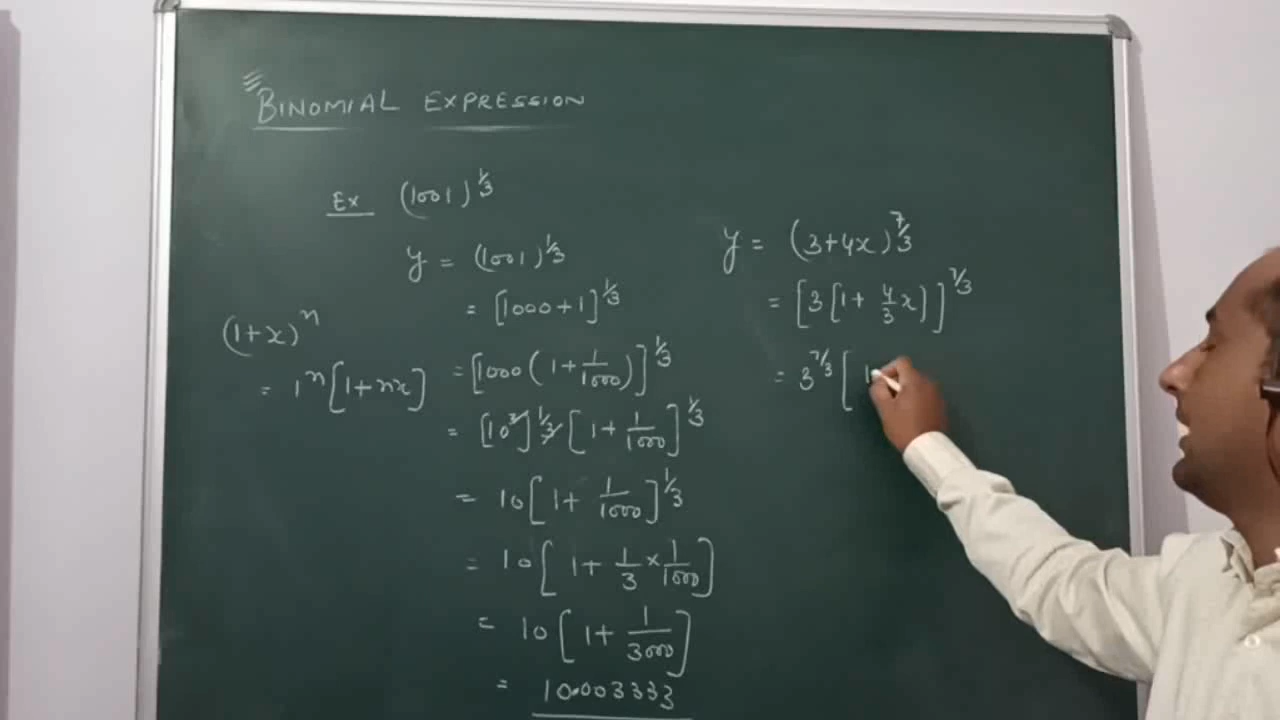 BINOMIAL EXPRESSION
Ex (1001)^1/3
y = (1001)^1/3
= [1000+1]^1/3
= [1000(1+1/1000)]^1/3
= [10^3]^1/3 [1+1/1000]^1/3
= 10[1+1/1000]^1/3
= 10[1+1/3×1/1000]
= 10[1+1/3000]
= 10.003333
(1+x)^n
= 1^n[1+nx]
y = (3+4x)^7/3
= [3[1+4/3x)]^7/3
= 3^7/3 [1